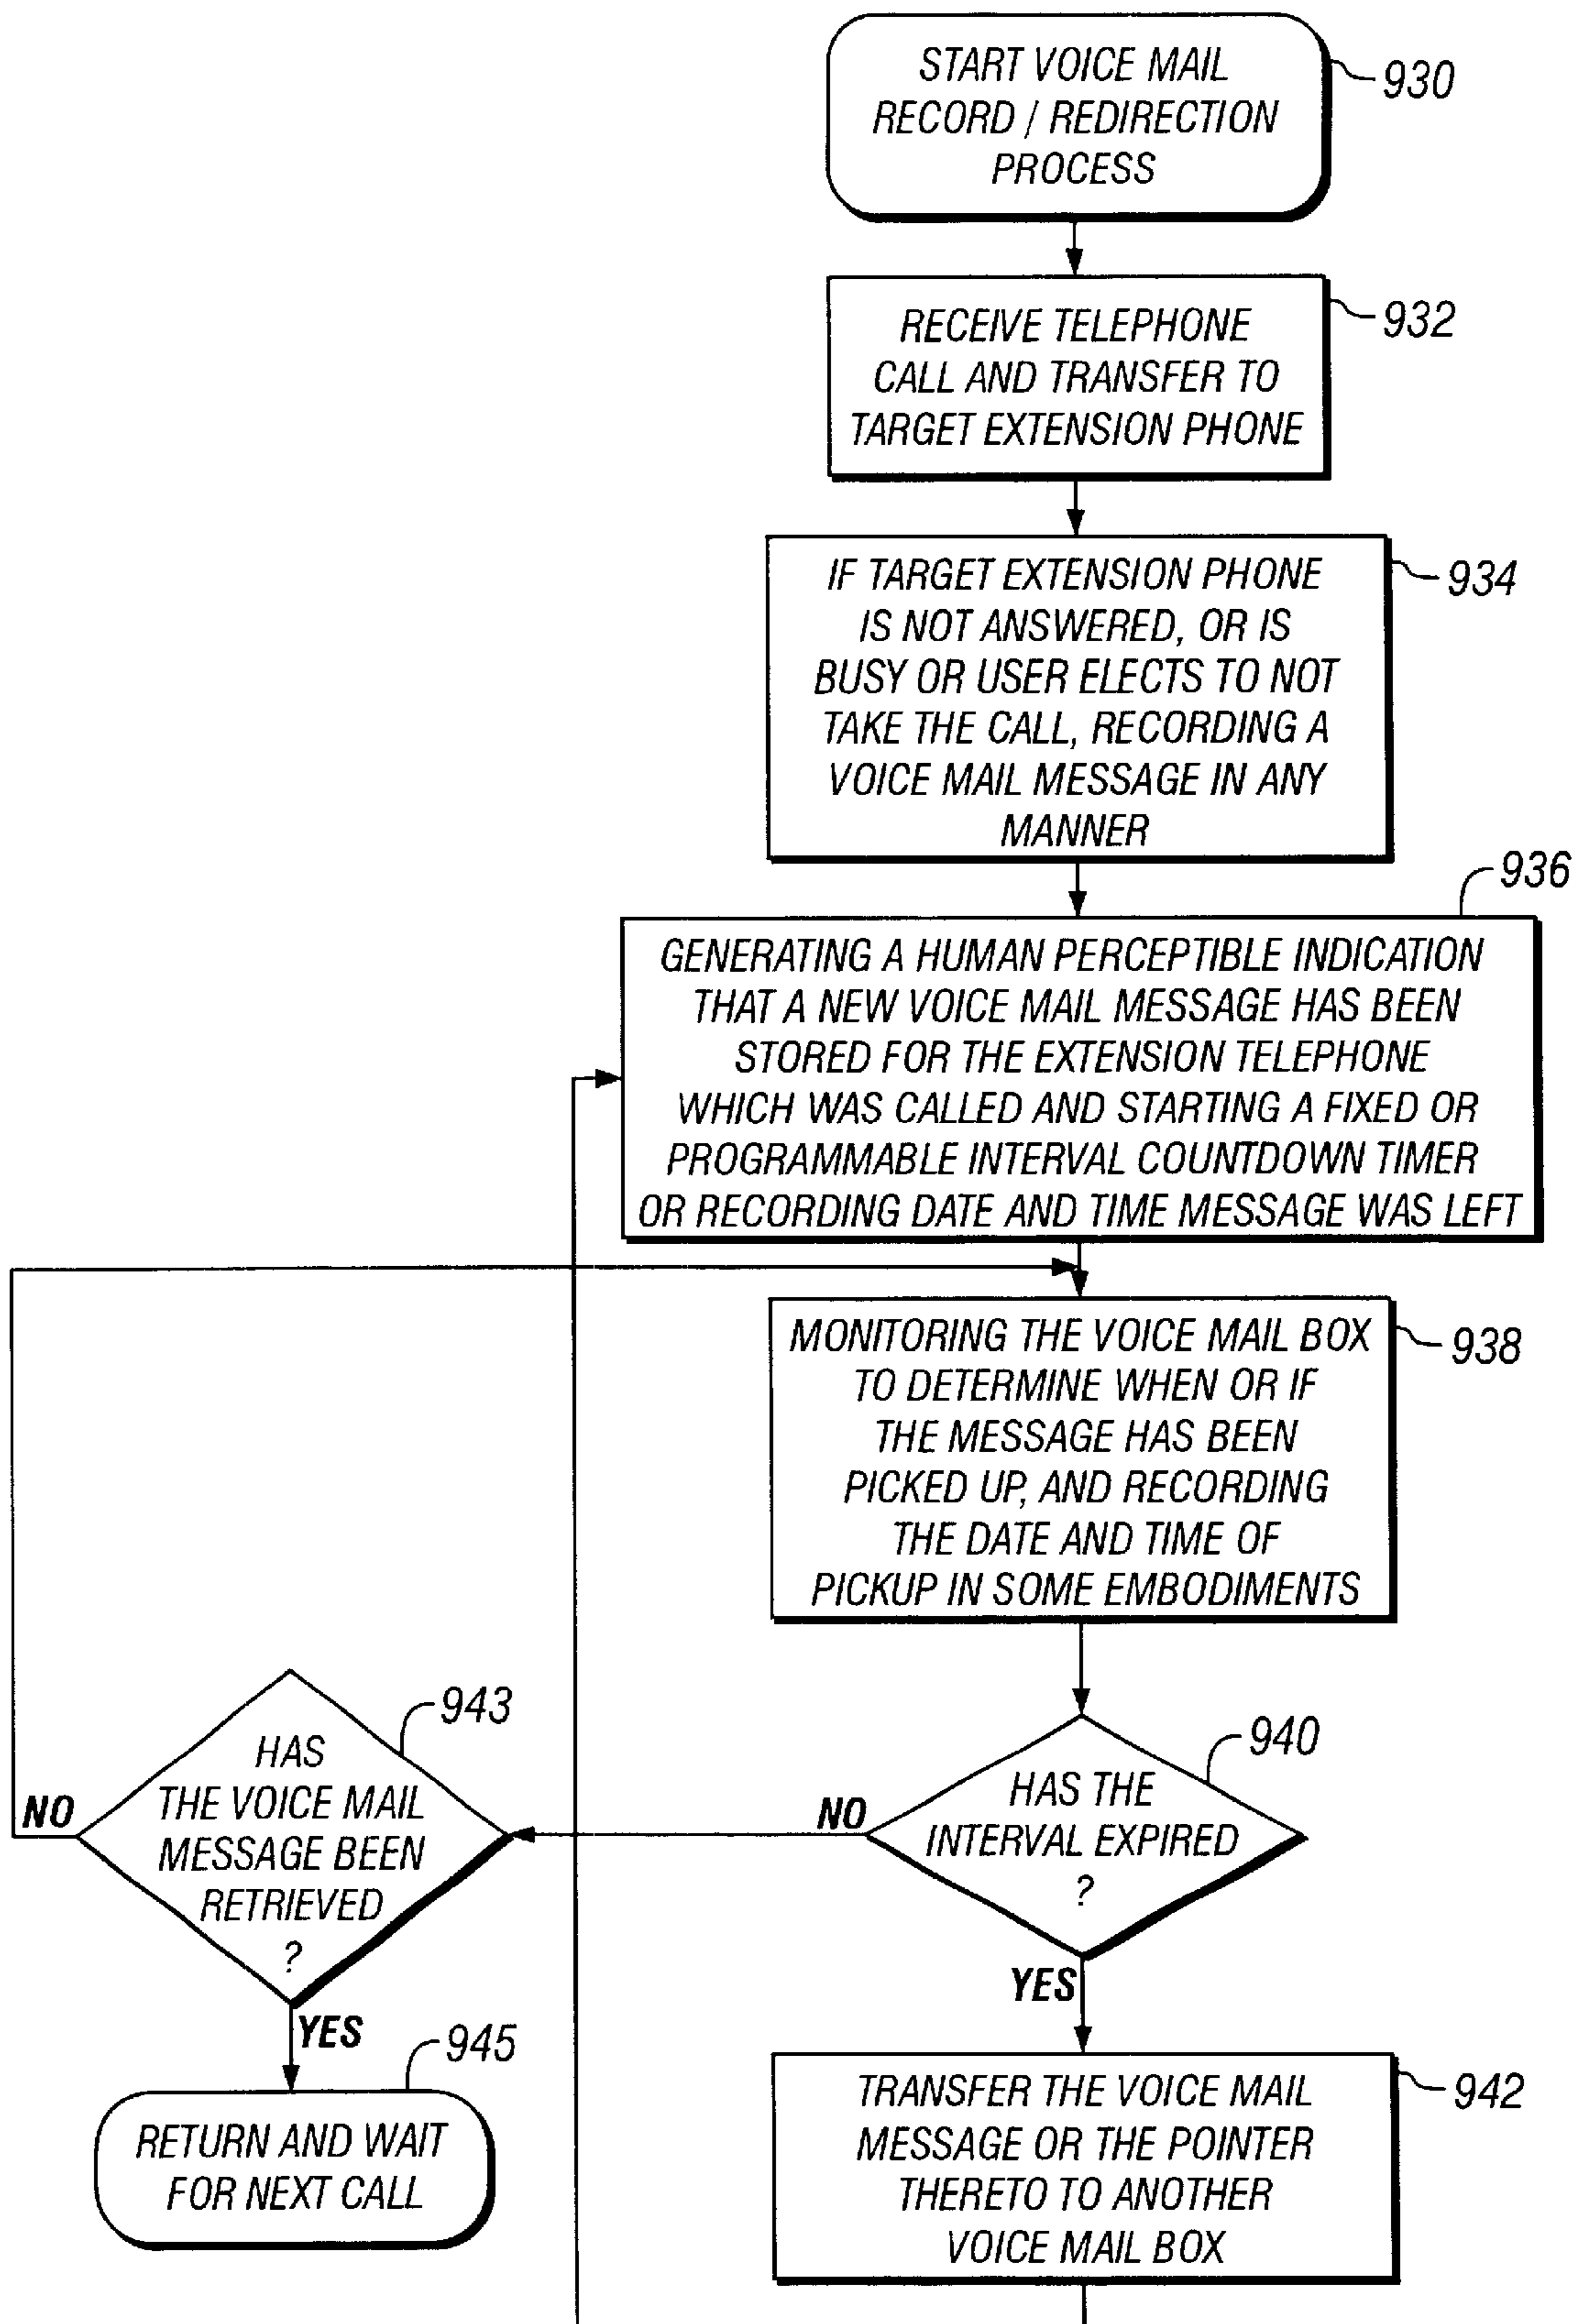 START VOICE MAIL
RECORD / REDIRECTION
PROCESS
930
RECEIVE TELEPHONE
CALL AND TRANSFER TO
TARGET EXTENSION PHONE
932
IF TARGET EXTENSION PHONE
IS NOT ANSWERED, OR IS
BUSY OR USER ELECTS TO NOT
TAKE THE CALL, RECORDING A
VOICE MAIL MESSAGE IN ANY
MANNER
934
936
GENERATING A HUMAN PERCEPTIBLE INDICATION
THAT A NEW VOICE MAIL MESSAGE HAS BEEN
STORED FOR THE EXTENSION TELEPHONE
WHICH WAS CALLED AND STARTING A FIXED OR
PROGRAMMABLE INTERVAL COUNTDOWN TIMER
OR RECORDING DATE AND TIME MESSAGE WAS LEFT
MONITORING THE VOICE MAIL BOX
TO DETERMINE WHEN OR IF
THE MESSAGE HAS BEEN
PICKED UP, AND RECORDING
THE DATE AND TIME OF
PICKUP IN SOME EMBODIMENTS
938
940
HAS THE
INTERVAL EXPIRED
?
NO
YES
943
HAS
THE VOICE MAIL
MESSAGE BEEN
RETRIEVED
?
NO
YES
945
RETURN AND WAIT
FOR NEXT CALL
TRANSFER THE VOICE MAIL
MESSAGE OR THE POINTER
THERETO TO ANOTHER
VOICE MAIL BOX
942